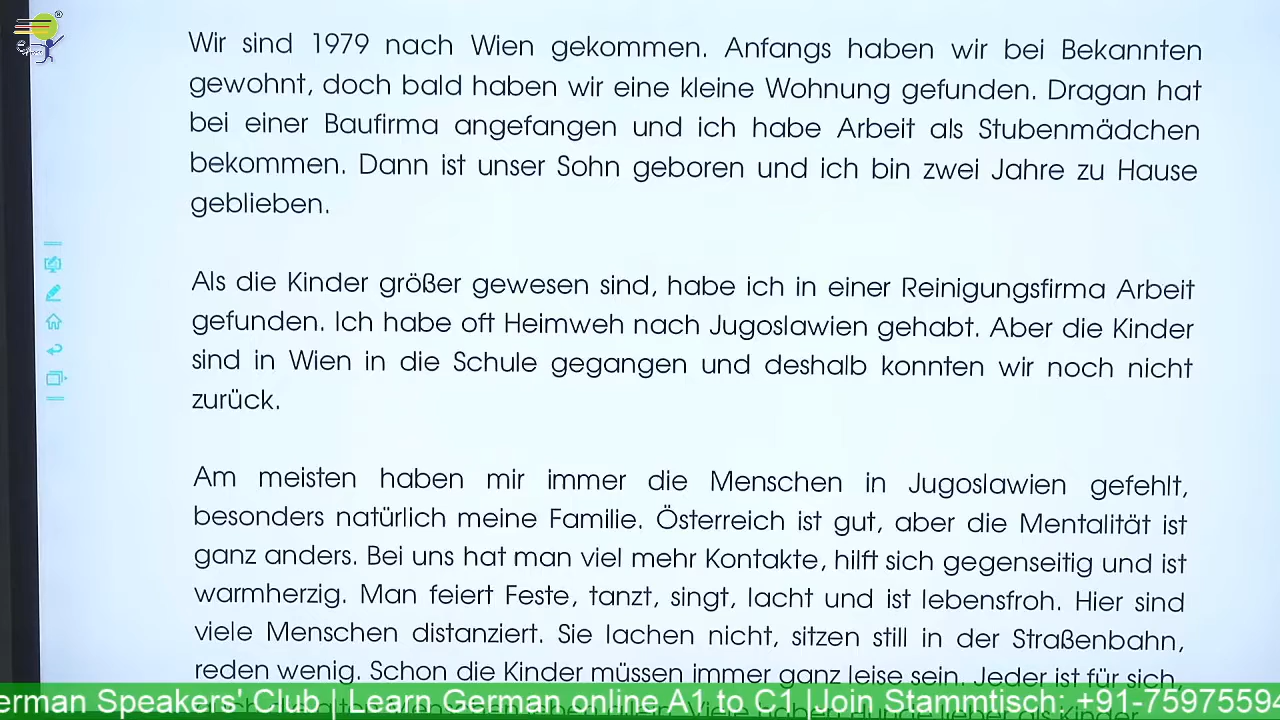 Wir sind 1979 nach Wien gekommen. Anfangs haben wir bei Bekannten
gewohnt, doch bald haben wir eine kleine Wohnung gefunden. Dragan hat
bei einer Baufirma angefangen und ich habe Arbeit als Stubenmädchen
bekommen. Dann ist unser Sohn geboren und ich bin zwei Jahre zu Hause
geblieben.
Als die Kinder größer gewesen sind, habe ich in einer Reinigungsfirma Arbeit
gefunden. Ich habe oft Heimweh nach Jugoslawien gehabt. Aber die Kinder
sind in Wien in die Schule gegangen und deshalb konnten wir noch nicht
zurück.
Am meisten haben mir immer die Menschen in Jugoslawien gefehlt,
besonders natürlich meine Familie. Österreich ist gut, aber die Mentalität ist
ganz anders. Bei uns hat man viel mehr Kontakte, hilft sich gegenseitig und ist
warmherzig. Man feiert Feste, tanzt, singt, lacht und ist lebensfroh. Hier sind
viele Menschen distanziert. Sie lachen nicht, sitzen still in der Straßenbahn,
reden wenig. Schon die Kinder müssen immer ganz leise sein. Jeder ist für sich,
erman Speakers' Club | Learn German online A1 to C1 | Join Stammtisch: +91-75975594